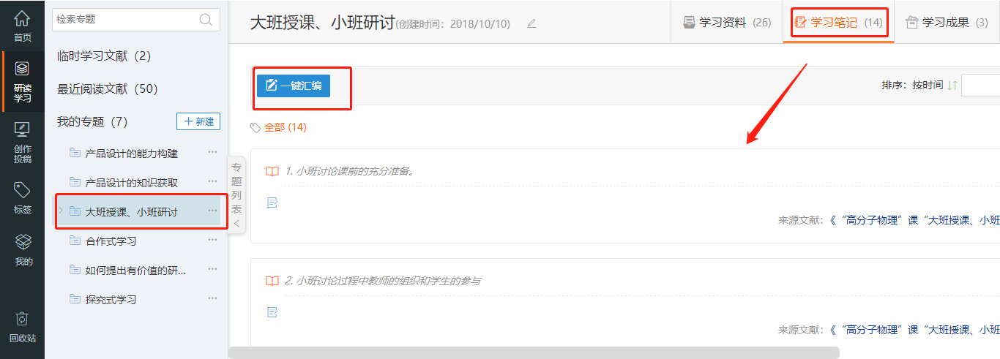 首页
研读
学习
创作
投稿
标签
我的
回收站
检索专题
临时学习文献（2）
最近阅读文献（50）
我的专题（7）
新建
产品设计的能力构建
产品设计的知识获取
大班授课、小班研讨
合作式学习
如何提出有价值的研...
探究式学习
专
题
列
表
大班授课、小班研讨(创建时间：2018/10/10)
学习资料 (26)
学习笔记 (14)
学习成果 (3)
一键汇编
排序：按时间
全部 (14)
1. 小班讨论课前的充分准备。
来源文献：《“高分子物理”课“大班授课、小班
2. 小班讨论过程中教师的组织和学生的参与
来源文献：《“高分子物理”课“大班授课、小班